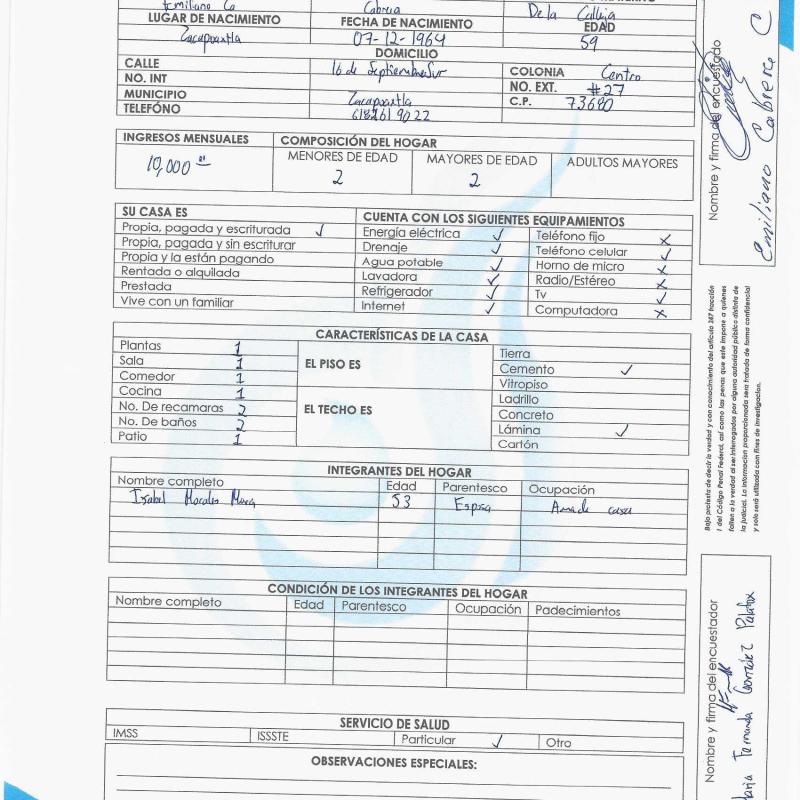 Emiliano Ca Cabrera De la Calleja
LUGAR DE NACIMIENTO FECHA DE NACIMIENTO EDAD
Zacapoaxtla 07-12-1964 59
DOMICILIO
CALLE 16 de Septiembre Sur COLONIA Centro
NO. INT NO. EXT. #27
MUNICIPIO Zacapoaxtla C.P. 73680
TELEFÓNO
INGRESOS MENSUALES COMPOSICIÓN DEL HOGAR
10,000 MENORES DE EDAD MAYORES DE EDAD ADULTOS MAYORES
2 2
SU CASA ES CUENTA CON LOS SIGUIENTES EQUIPAMIENTOS
Propia, pagada y escriturada ✓ Energía eléctrica ✓ Teléfono fijo x
Propia, pagada y sin escriturar Drenaje ✓ Teléfono celular ✓
Propia y la están pagando Agua potable ✓ Horno de micro x
Rentada o alquilada Lavadora ✓ Radio/Estéreo x
Prestada Refrigerador ✓ Tv ✓
Vive con un familiar Internet ✓ Computadora x
CARACTERÍSTICAS DE LA CASA
Plantas 1 EL PISO ES Tierra
Sala 1 Cemento ✓
Comedor 1 Vitropiso
Cocina 1 EL TECHO ES Ladrillo
No. De recamaras 2 Concreto
No. De baños 2 Lámina ✓
Patio 1 Cartón
INTEGRANTES DEL HOGAR
Nombre completo Edad Parentesco Ocupación
Isabel Morales 53 Espisa Ama de casa
CONDICIÓN DE LOS INTEGRANTES DEL HOGAR
Nombre completo Edad Parentesco Ocupación Padecimientos
SERVICIO DE SALUD
IMSS ISSSTE Particular ✓ Otro
OBSERVACIONES ESPECIALES:
Nombre y firma del encuestado
Emiliano Cabrera C
Bajo protesta de decir la verdad y con conocimiento del artículo 247 fracción
I del Código Penal Federal, así como las penas que este impone a quienes
falten a la verdad al ser interrogados por alguna autoridad pública distinta de
la judicial. La información proporcionada sera tratada de forma confidencial
y solo será utilizada con fines de investigación.
Nombre y firma del encuestador
Fernanda González Palafox